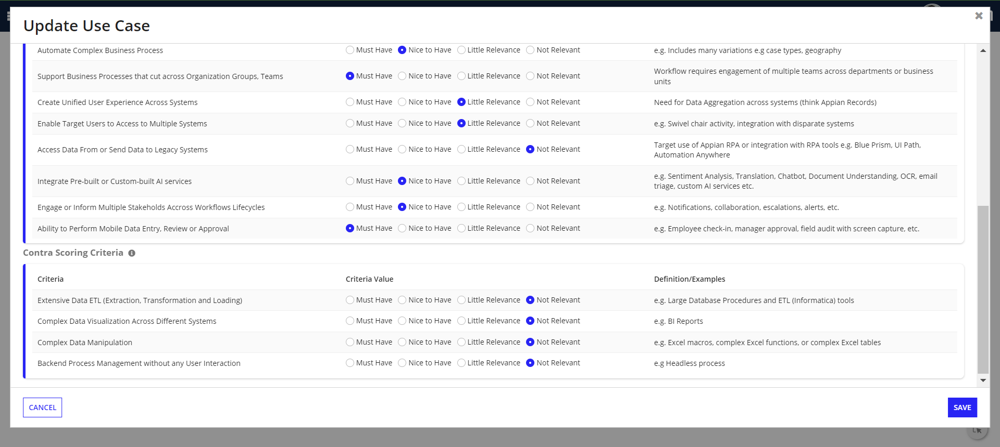 Update Use Case
Automate Complex Business Process
Must Have Nice to Have Little Relevance Not Relevant
e.g. Includes many variations e.g case types, geography
Support Business Processes that cut across Organization Groups, Teams
Must Have Nice to Have Little Relevance Not Relevant
Workflow requires engagement of multiple teams across departments or business
units
Create Unified User Experience Across Systems
Must Have Nice to Have Little Relevance Not Relevant
Need for Data Aggregation across systems (think Appian Records)
Enable Target Users to Access to Multiple Systems
Must Have Nice to Have Little Relevance Not Relevant
e.g. Swivel chair activity, integration with disparate systems
Access Data From or Send Data to Legacy Systems
Must Have Nice to Have Little Relevance Not Relevant
Target use of Appian RPA or integration with RPA tools e.g. Blue Prism, UI Path,
Automation Anywhere
Integrate Pre-built or Custom-built AI services
Must Have Nice to Have Little Relevance Not Relevant
e.g. Sentiment Analysis, Translation, Chatbot, Document Understanding, OCR, email
triage, custom AI services etc.
Engage or Inform Multiple Stakeholds Accross Workflows Lifecycles
Must Have Nice to Have Little Relevance Not Relevant
e.g. Notifications, collaboration, escalations, alerts, etc.
Ability to Perform Mobile Data Entry, Review or Approval
Must Have Nice to Have Little Relevance Not Relevant
e.g. Employee check-in, manager approval, field audit with screen capture, etc.
Contra Scoring Criteria
Criteria Criteria Value Definition/Examples
Extensive Data ETL (Extraction, Transformation and Loading)
Must Have Nice to Have Little Relevance Not Relevant
e.g. Large Database Procedures and ETL (Informatica) tools
Complex Data Visualization Across Different Systems
Must Have Nice to Have Little Relevance Not Relevant
e.g. BI Reports
Complex Data Manipulation
Must Have Nice to Have Little Relevance Not Relevant
e.g. Excel macros, complex Excel functions, or complex Excel tables
Backend Process Management without any User Interaction
Must Have Nice to Have Little Relevance Not Relevant
e.g Headless process
CANCEL
SAVE